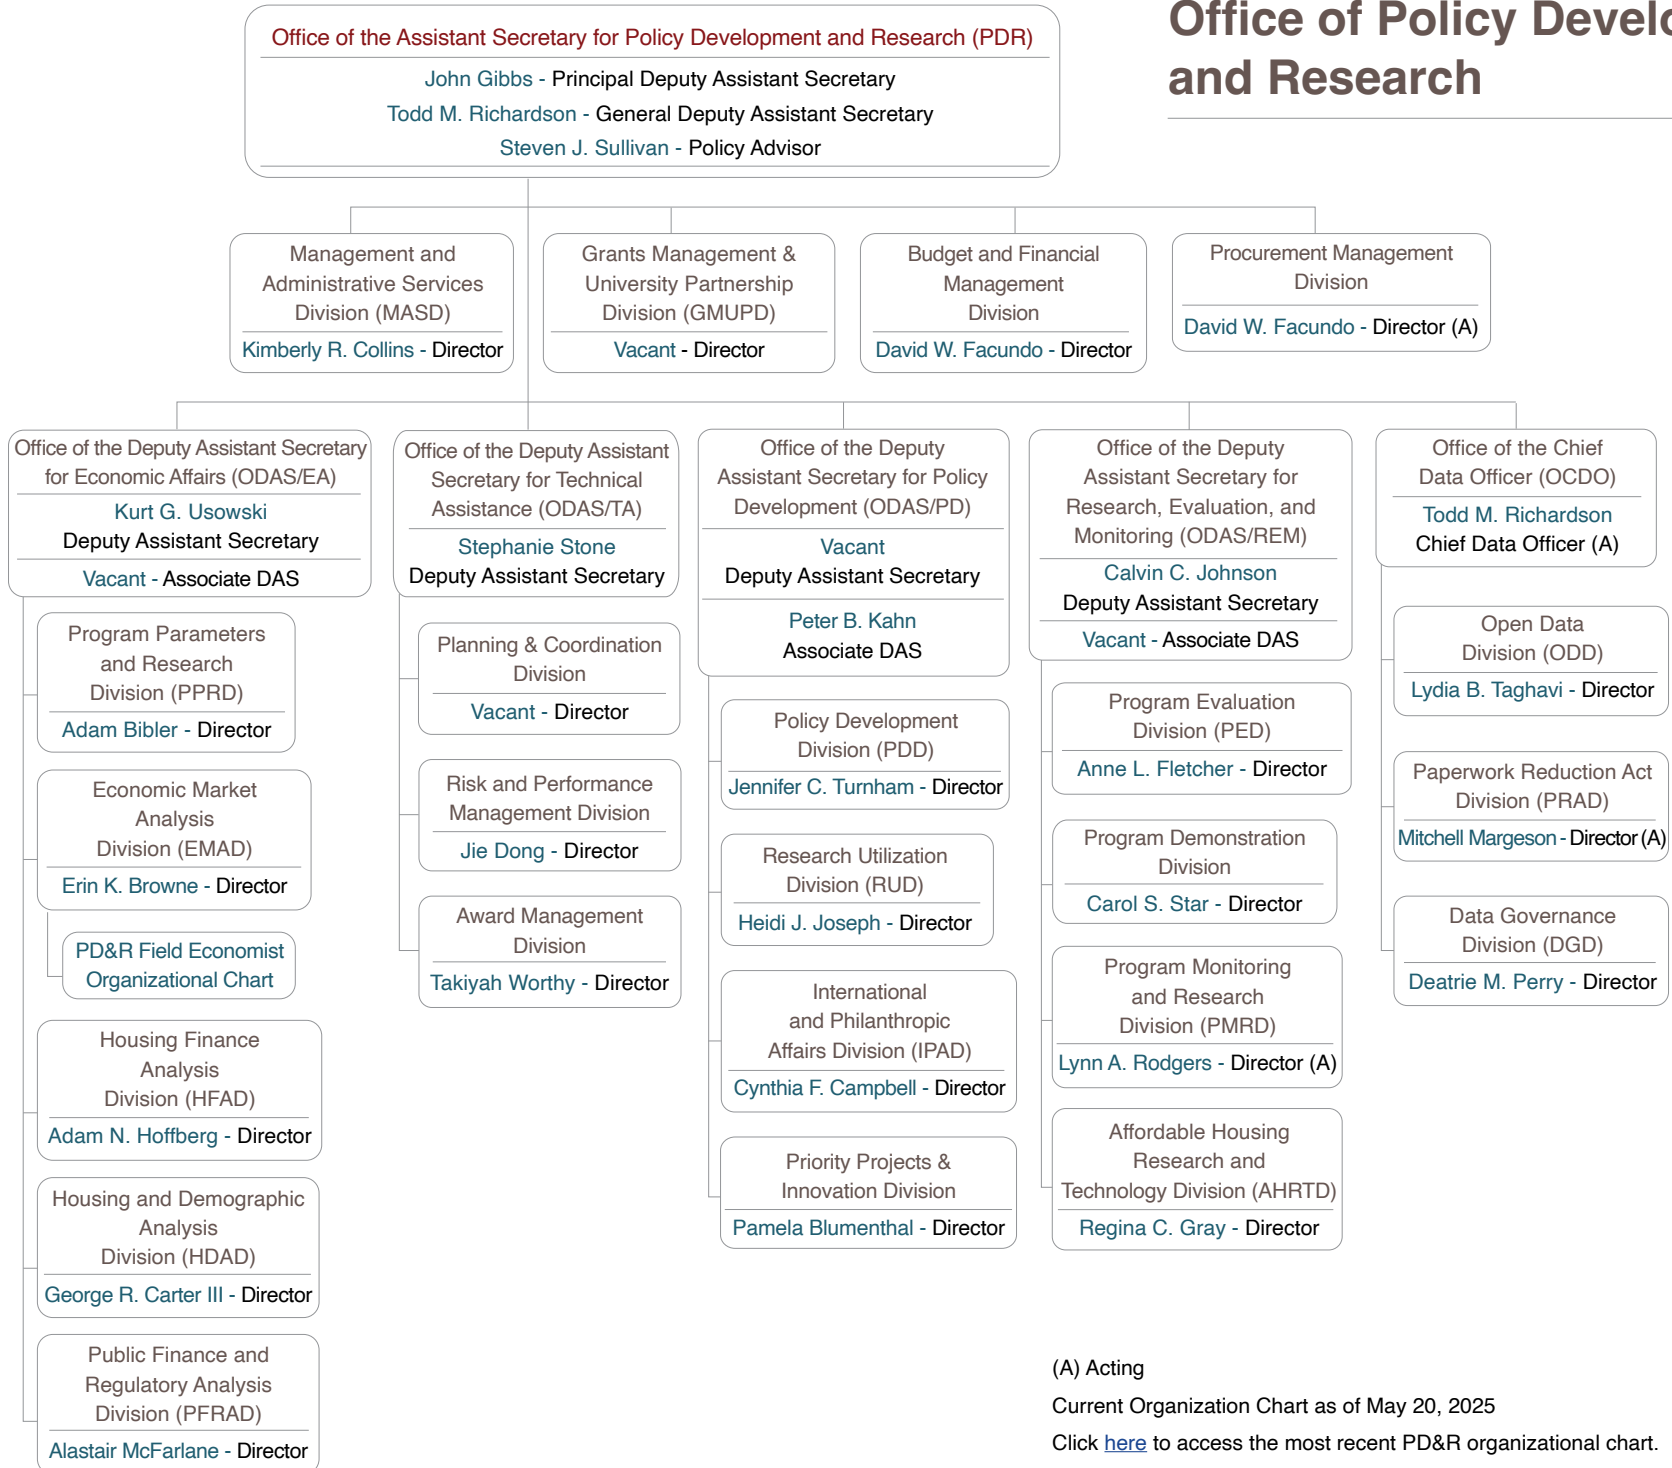 Office of Policy Develo
and Research
Office of the Assistant Secretary for Policy Development and Research (PDR)
John Gibbs - Principal Deputy Assistant Secretary
Todd M. Richardson - General Deputy Assistant Secretary
Steven J. Sullivan - Policy Advisor
Management and
Administrative Services
Division (MASD)
Kimberly R. Collins - Director
Grants Management &
University Partnership
Division (GMUPD)
Vacant - Director
Budget and Financial
Management
Division
David W. Facundo - Director
Procurement Management
Division
David W. Facundo - Director (A)
Office of the Deputy Assistant Secretary
for Economic Affairs (ODAS/EA)
Kurt G. Usowski
Deputy Assistant Secretary
Vacant - Associate DAS
Program Parameters
and Research
Division (PPRD)
Adam Bibler - Director
Economic Market
Analysis
Division (EMAD)
Erin K. Browne - Director
PD&R Field Economist
Organizational Chart
Housing Finance
Analysis
Division (HFAD)
Adam N. Hoffberg - Director
Housing and Demographic
Analysis
Division (HDAD)
George R. Carter III - Director
Public Finance and
Regulatory Analysis
Division (PFRAD)
Alastair McFarlane - Director
Office of the Deputy Assistant
Secretary for Technical
Assistance (ODAS/TA)
Stephanie Stone
Deputy Assistant Secretary
Planning & Coordination
Division
Vacant - Director
Risk and Performance
Management Division
Jie Dong - Director
Award Management
Division
Takiyah Worthy - Director
Office of the Deputy
Assistant Secretary for Policy
Development (ODAS/PD)
Vacant
Deputy Assistant Secretary
Peter B. Kahn
Associate DAS
Policy Development
Division (PDD)
Jennifer C. Turnham - Director
Research Utilization
Division (RUD)
Heidi J. Joseph - Director
International
and Philanthropic
Affairs Division (IPAD)
Cynthia F. Campbell - Director
Priority Projects &
Innovation Division
Pamela Blumenthal - Director
Office of the Deputy
Assistant Secretary for
Research, Evaluation, and
Monitoring (ODAS/REM)
Calvin C. Johnson
Deputy Assistant Secretary
Vacant - Associate DAS
Program Evaluation
Division (PED)
Anne L. Fletcher - Director
Program Demonstration
Division
Carol S. Star - Director
Program Monitoring
and Research
Division (PMRD)
Lynn A. Rodgers - Director (A)
Affordable Housing
Research and
Technology Division (AHRTD)
Regina C. Gray - Director
Office of the Chief
Data Officer (OCDO)
Todd M. Richardson
Chief Data Officer (A)
Open Data
Division (ODD)
Lydia B. Taghavi - Director
Paperwork Reduction Act
Division (PRAD)
Mitchell Margeson - Director (A)
Data Governance
Division (DGD)
Deatrie M. Perry - Director
(A) Acting
Current Organization Chart as of May 20, 2025
Click here to access the most recent PD&R organizational chart.